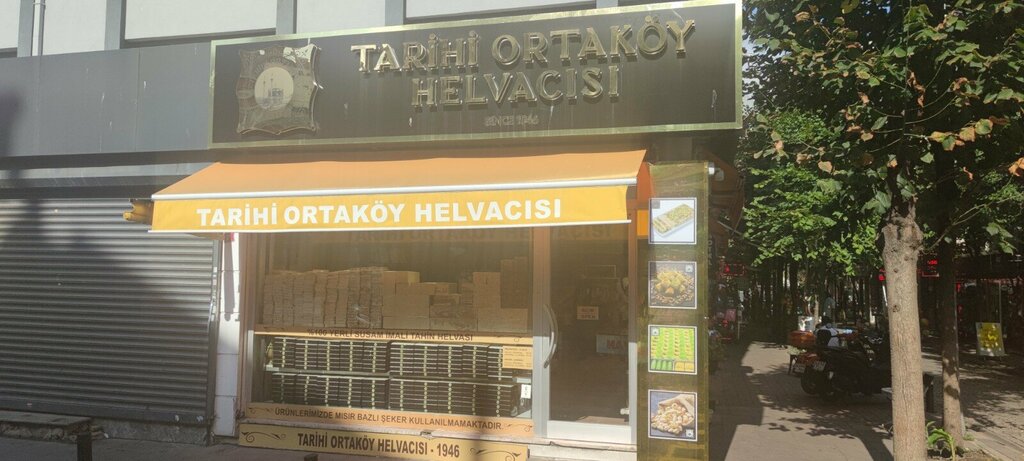 TARİHİ ORTAKÖY
HELVACISI
SINCE 1946
TARİHİ ORTAKÖY HELVACISI
%100 YERLİ SUSAM İMALI TAHİN HELVASI
ÜRÜNLERİMİZDE MISIR BAZLI ŞEKER KULLANILMAMAKTADIR
TARİHİ ORTAKÖY HELVACISI - 1946